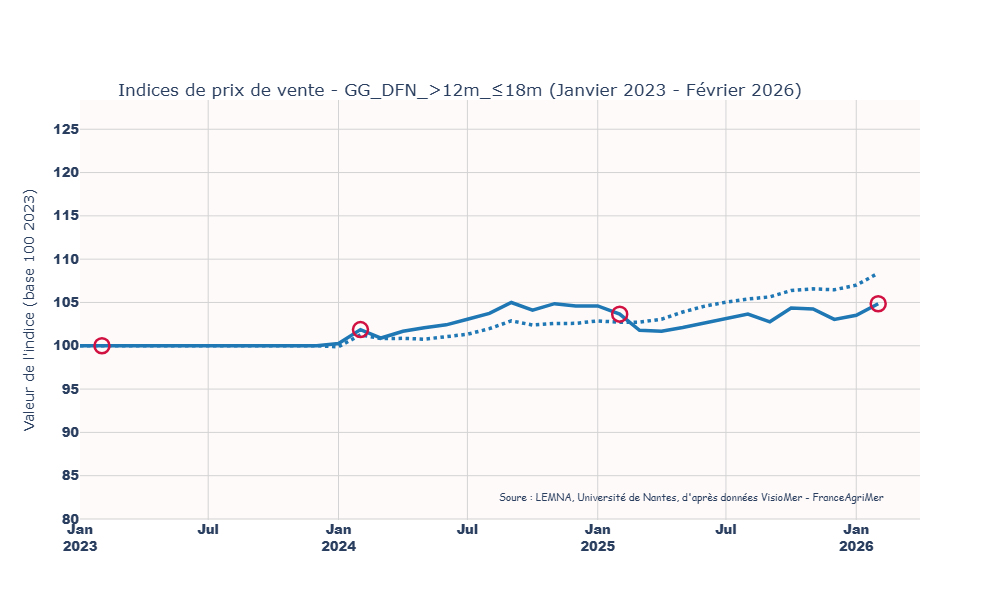 Indices de prix de vente - GG_DFN_>12m_≤18m (Janvier 2023 - Février 2026)
Valeur de l'indice (base 100 2023)
125
120
115
110
105
100
95
90
85
80
Soure : LEMNA, Université de Nantes, d'après données VisioMer - FranceAgriMer
Jan Jul Jan Jul Jan Jul Jan
2023 2024 2025 2026